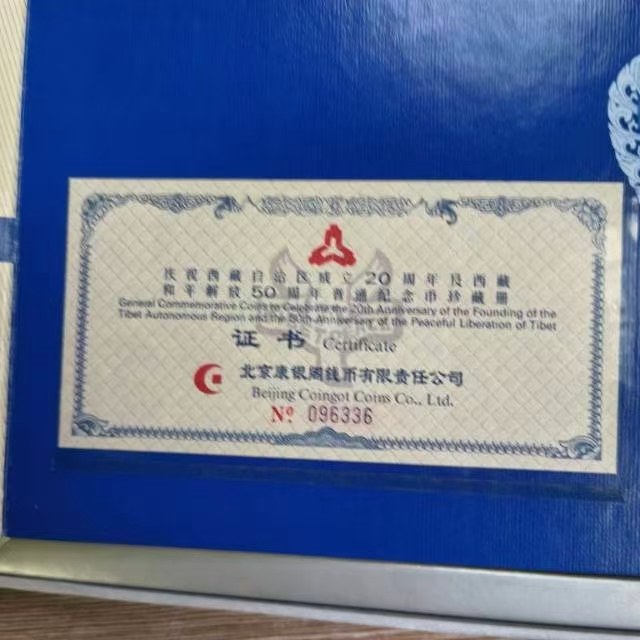 庆祝西藏自治区成立20周年及西藏
和平解放50周年普通纪念币珍藏册
General Commemorative Coins to Celebrate the 20th Anniversary of the Founding of the
Tibet Autonomous Region and the 50th Anniversary of the Peaceful Liberation of Tibet
证书 Certificate
北京康银阁钱币有限责任公司
Beijing Coingot Coins Co., Ltd.
Nº 096336